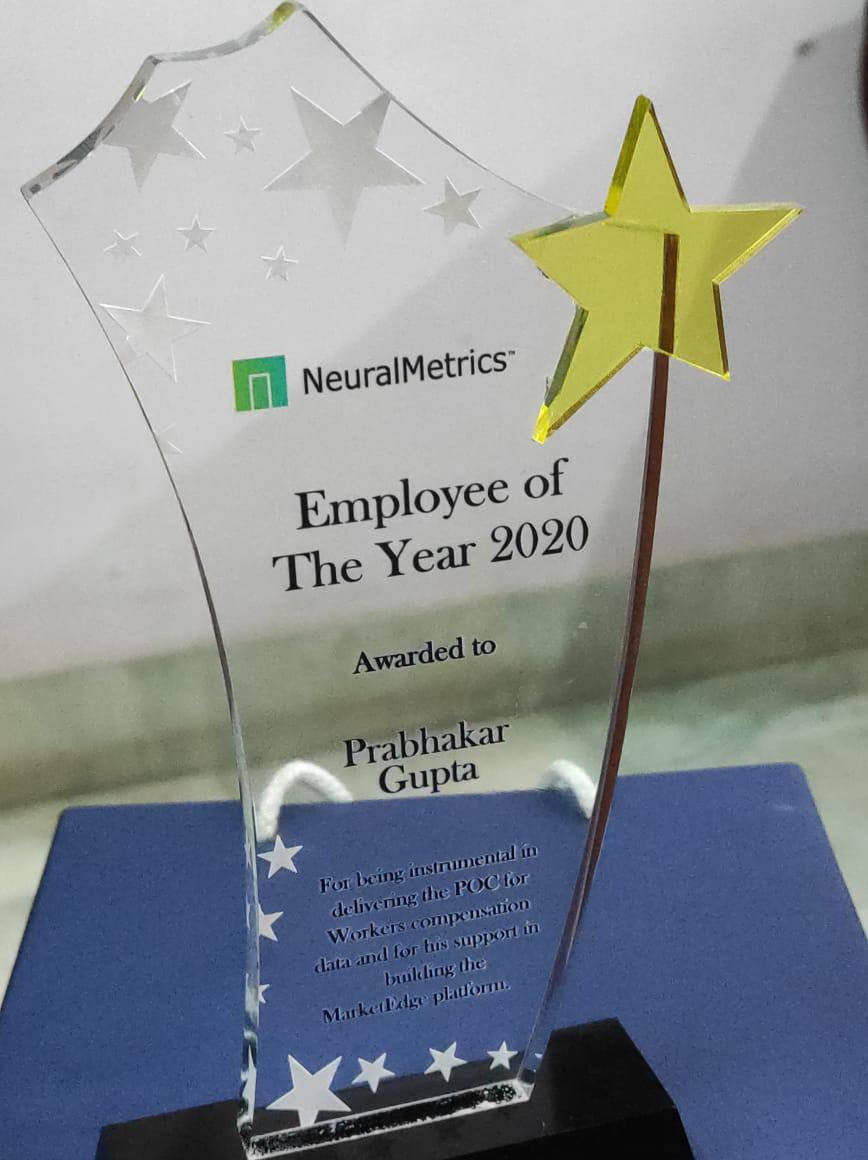 NeuralMetrics™
Employee of
The Year 2020
Awarded to
Prabhakar
Gupta
For being instrumental in
delivering the POC for
Workers compensation
data and for his support in
building the
MarketEdge platform.